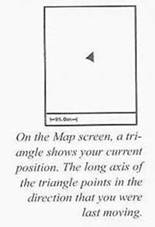 On the Map screen, a tri-
angle shows your current
position. The long axis of
the triangle points in the
direction that you were
last moving.